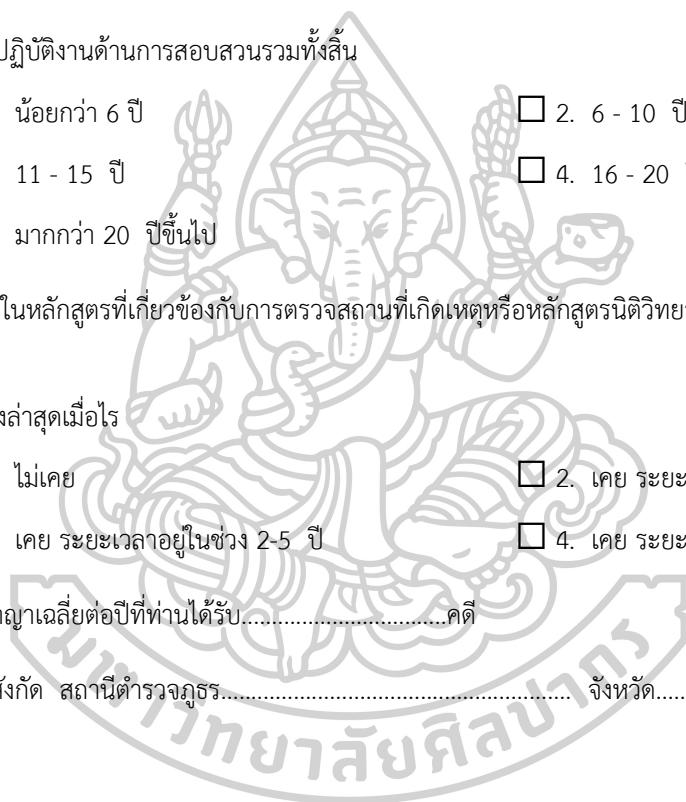 ปฏิบัติงานด้านการสอบสวนรวมทั้งสิ้น
น้อยกว่า 6 ปี ☐ 2. 6 - 10 ปี
11 - 15 ปี ☐ 4. 16 - 20
มากกว่า 20 ปีขึ้นไป
ในหลักสูตรที่เกี่ยวข้องกับการตรวจสถานที่เกิดเหตุหรือหลักสูตรนิติวิทย
งล่าสุดเมื่อไร
ไม่เคย ☐ 2. เคย ระยะ
เคย ระยะเวลาอยู่ในช่วง 2-5 ปี ☐ 4. เคย ระยะ
าญาเฉลี่ยต่อปีที่ท่านได้รับ..................................คดี
สังกัด สถานีตำรวจภูธร.......................................................... จังหวัด.....
มหาวิทยาลัยศิลปากร